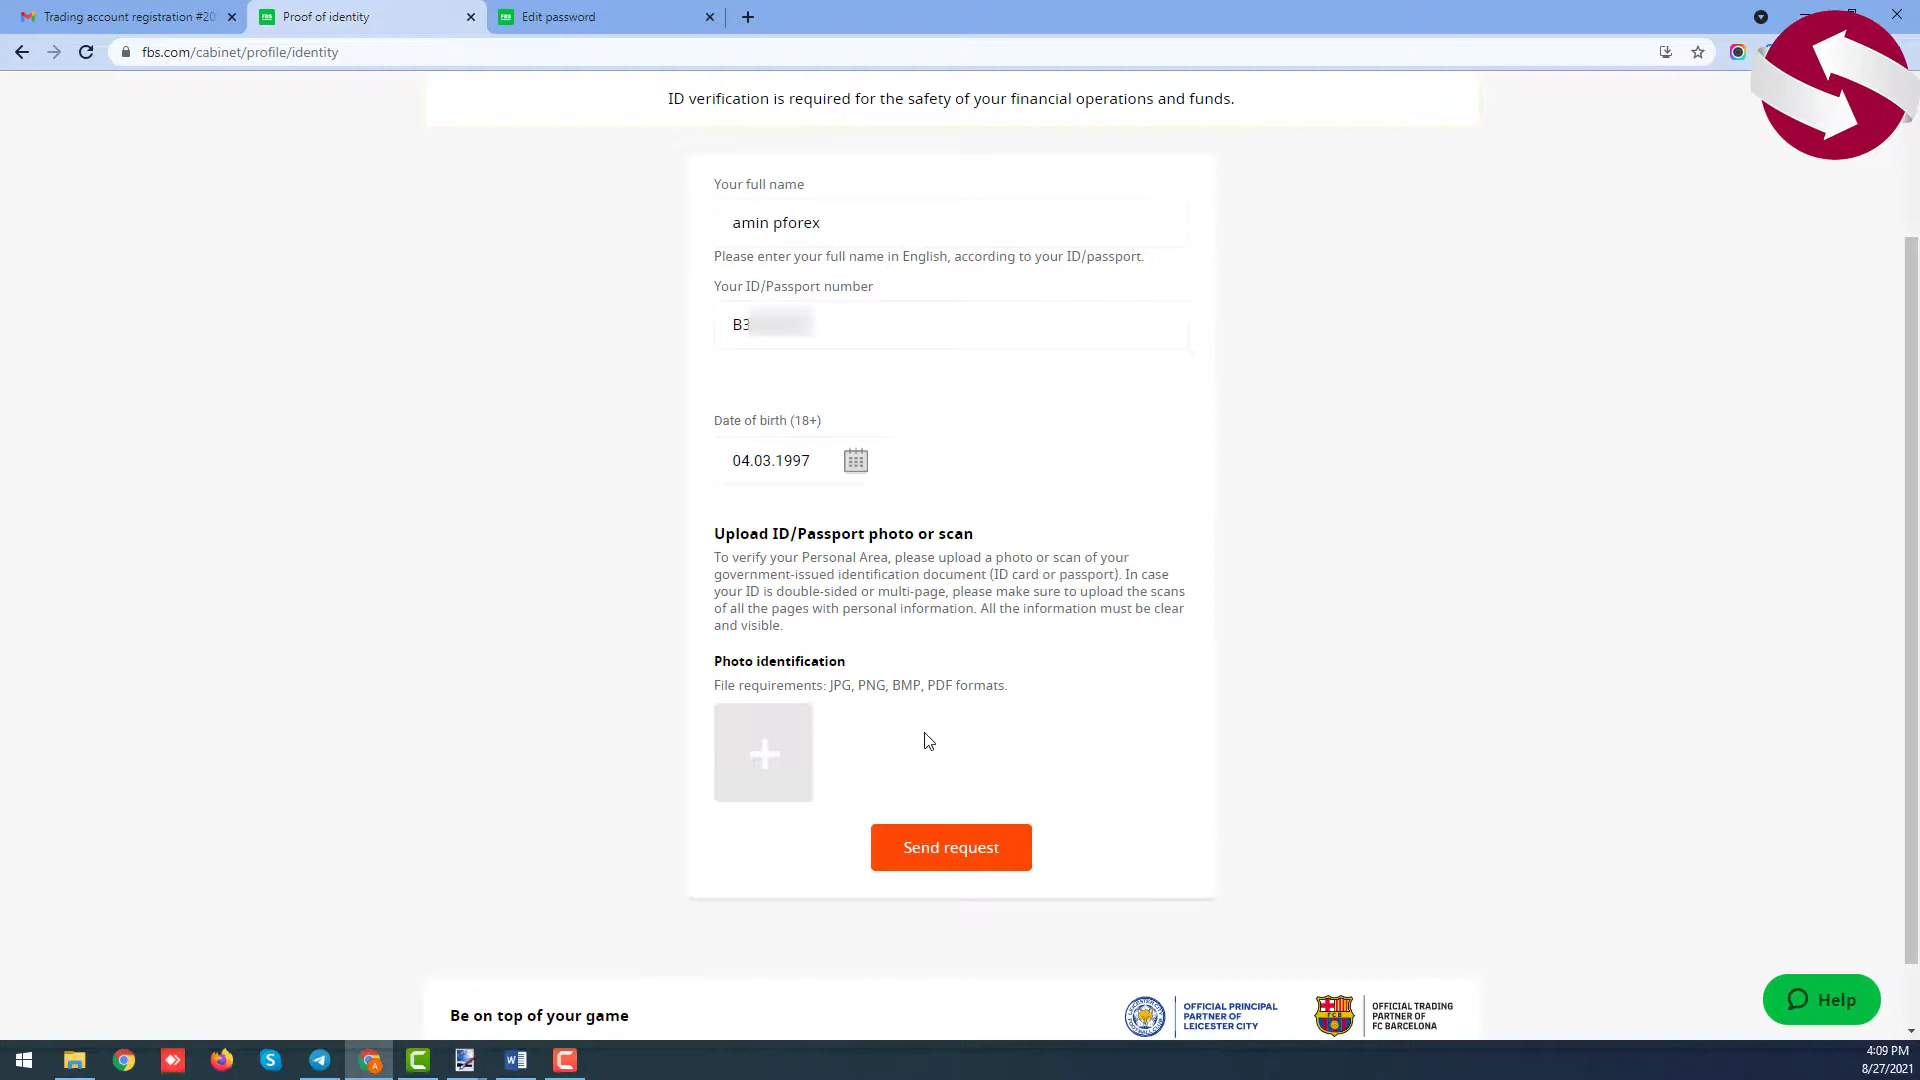 Trading account registration #20
Proof of identity
Edit password
fbs.com/cabinet/profile/identity
ID verification is required for the safety of your financial operations and funds.
Your full name
amin pforex
Please enter your full name in English, according to your ID/passport.
Your ID/Passport number
B3
Date of birth (18+)
04.03.1997
Upload ID/Passport photo or scan
To verify your Personal Area, please upload a photo or scan of your
government-issued identification document (ID card or passport). In case
your ID is double-sided or multi-page, please make sure to upload the scans
of all the pages with personal information. All the information must be clear
and visible.
Photo identification
File requirements: JPG, PNG, BMP, PDF formats.
Send request
Be on top of your game
OFFICIAL PRINCIPAL
PARTNER OF
LEICESTER CITY
OFFICIAL TRADING
PARTNER OF
FC BARCELONA
Help
4:09 PM
8/27/2021